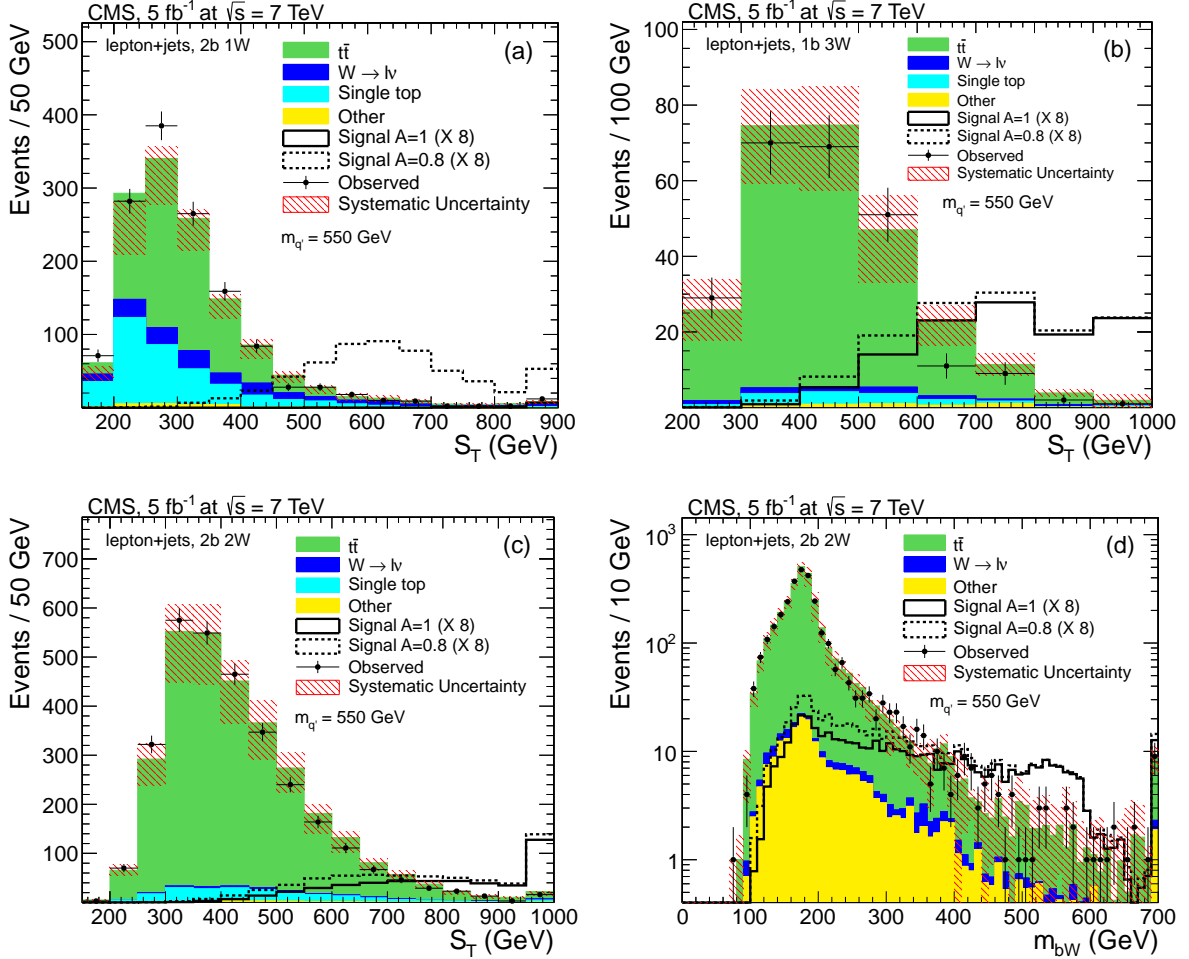 CMS, 5 fb⁻¹ at √s = 7 TeV
Events / 50 GeV
lepton+jets, 2b 1W
(a)
tt̄
W → lν
Single top
Other
Signal A=1 (X 8)
Signal A=0.8 (X 8)
Observed
Systematic Uncertainty
m_q' = 550 GeV
500
400
300
200
100
200 300 400 500 600 700 800 900
S_T (GeV)
CMS, 5 fb⁻¹ at √s = 7 TeV
Events / 100 GeV
lepton+jets, 1b 3W
(b)
tt̄
W → lν
Single top
Other
Signal A=1 (X 8)
Signal A=0.8 (X 8)
Observed
Systematic Uncertainty
m_q' = 550 GeV
100
80
60
40
20
0
200 300 400 500 600 700 800 900 1000
S_T (GeV)
CMS, 5 fb⁻¹ at √s = 7 TeV
Events / 50 GeV
lepton+jets, 2b 2W
(c)
tt̄
W → lν
Single top
Other
Signal A=1 (X 8)
Signal A=0.8 (X 8)
Observed
Systematic Uncertainty
m_q' = 550 GeV
700
600
500
400
300
200
100
200 300 400 500 600 700 800 900 1000
S_T (GeV)
CMS, 5 fb⁻¹ at √s = 7 TeV
Events / 10 GeV
lepton+jets, 2b 2W
(d)
tt̄
W → lν
Other
Signal A=1 (X 8)
Signal A=0.8 (X 8)
Observed
Systematic Uncertainty
m_q' = 550 GeV
10³
10²
10
1
0 100 200 300 400 500 600 700
m_bW (GeV)